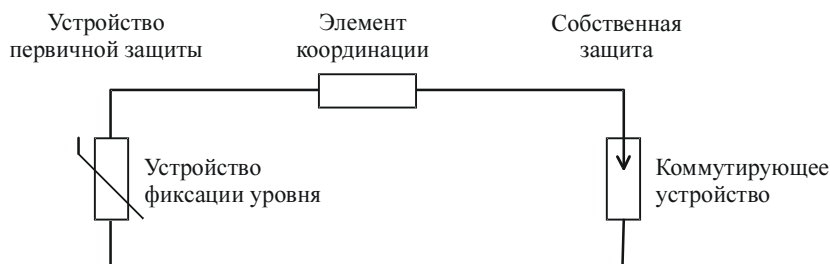 Устройство
первичной защиты
Элемент
координации
Собственная
защита
Устройство
фиксации уровня
Коммутирующее
устройство